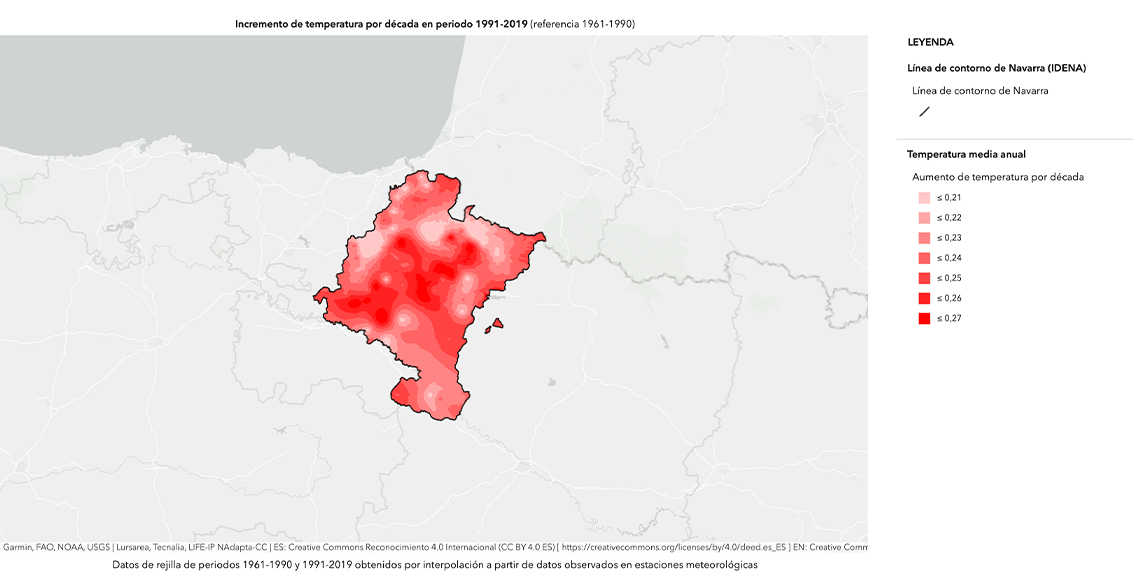 Incremento de temperatura por década en periodo 1991-2019 (referencia 1961-1990)
LEYENDA
Línea de contorno de Navarra (IDENA)
Línea de contorno de Navarra
Temperatura media anual
Aumento de temperatura por década
≤ 0,21
≤ 0,22
≤ 0,23
≤ 0,24
≤ 0,25
≤ 0,26
≤ 0,27
Garmin, FAO, NOAA, USGS | Lursarea, Tecnalia, LIFE-IP NAdapta-CC | ES: Creative Commons Reconocimiento 4.0 Internacional (CC BY 4.0 ES) [ https://creativecommons.org/licenses/by/4.0/deed.es_ES ] EN: Creative Comm
Datos de rejilla de periodos 1961-1990 y 1991-2019 obtenidos por interpolación a partir de datos observados en estaciones meteorológicas